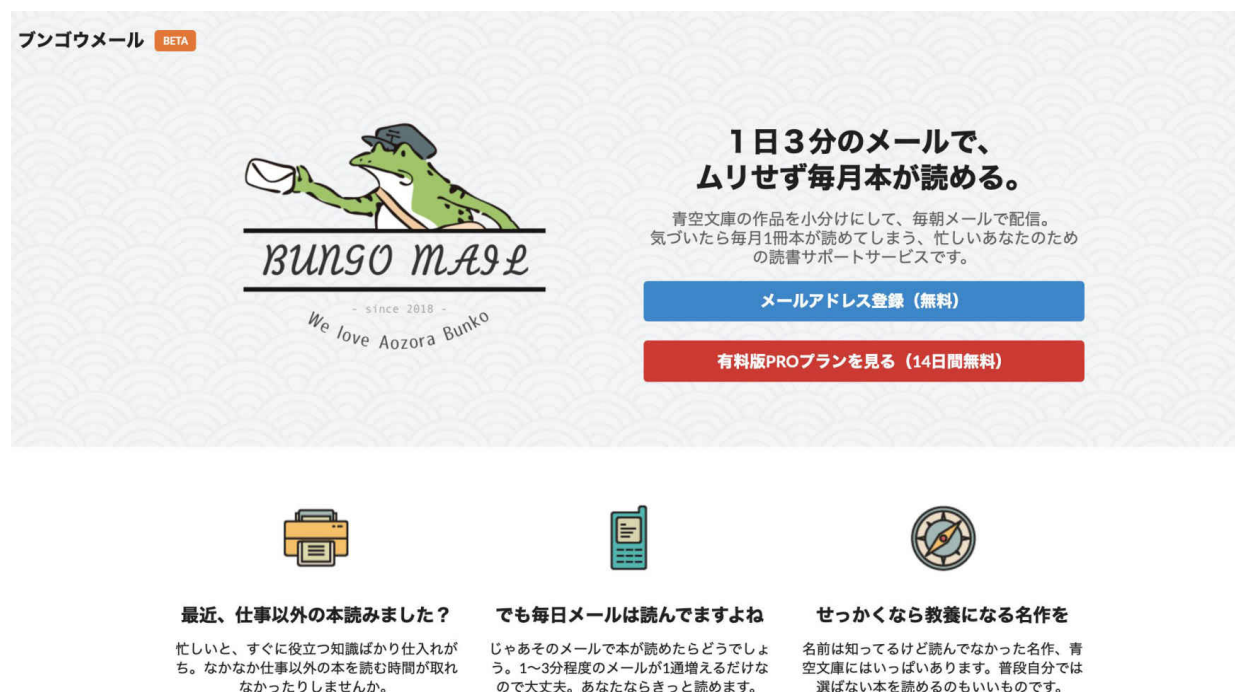 ブンゴウメール BETA
〒
BUNGO MAIL
- since 2018 -
We love Aozora Bunko
1日3分のメールで、
ムリせず毎月本が読める。
青空文庫の作品を小分けにして、毎朝メールで配信。
気づいたら毎月1冊本が読めてしまう、忙しいあなたのため
の読書サポートサービスです。
メールアドレス登録（無料）
有料版PROプランを見る（14日間無料）
最近、仕事以外の本読みました？
忙しいと、すぐに役立つ知識ばかり仕入れが
ち。なかなか仕事以外の本を読む時間が取れ
なかったりしませんか。
でも毎日メールは読んでますよね
じゃあそのメールで本が読めたらどうでしょ
う。1〜3分程度のメールが1通増えるだけな
ので大丈夫。あなたならきっと読めます。
せっかくなら教養になる名作を
名前は知ってるけど読んでなかった名作、青
空文庫にはいっぱいあります。普段自分では
選ばない本を読めるのもいいものです。